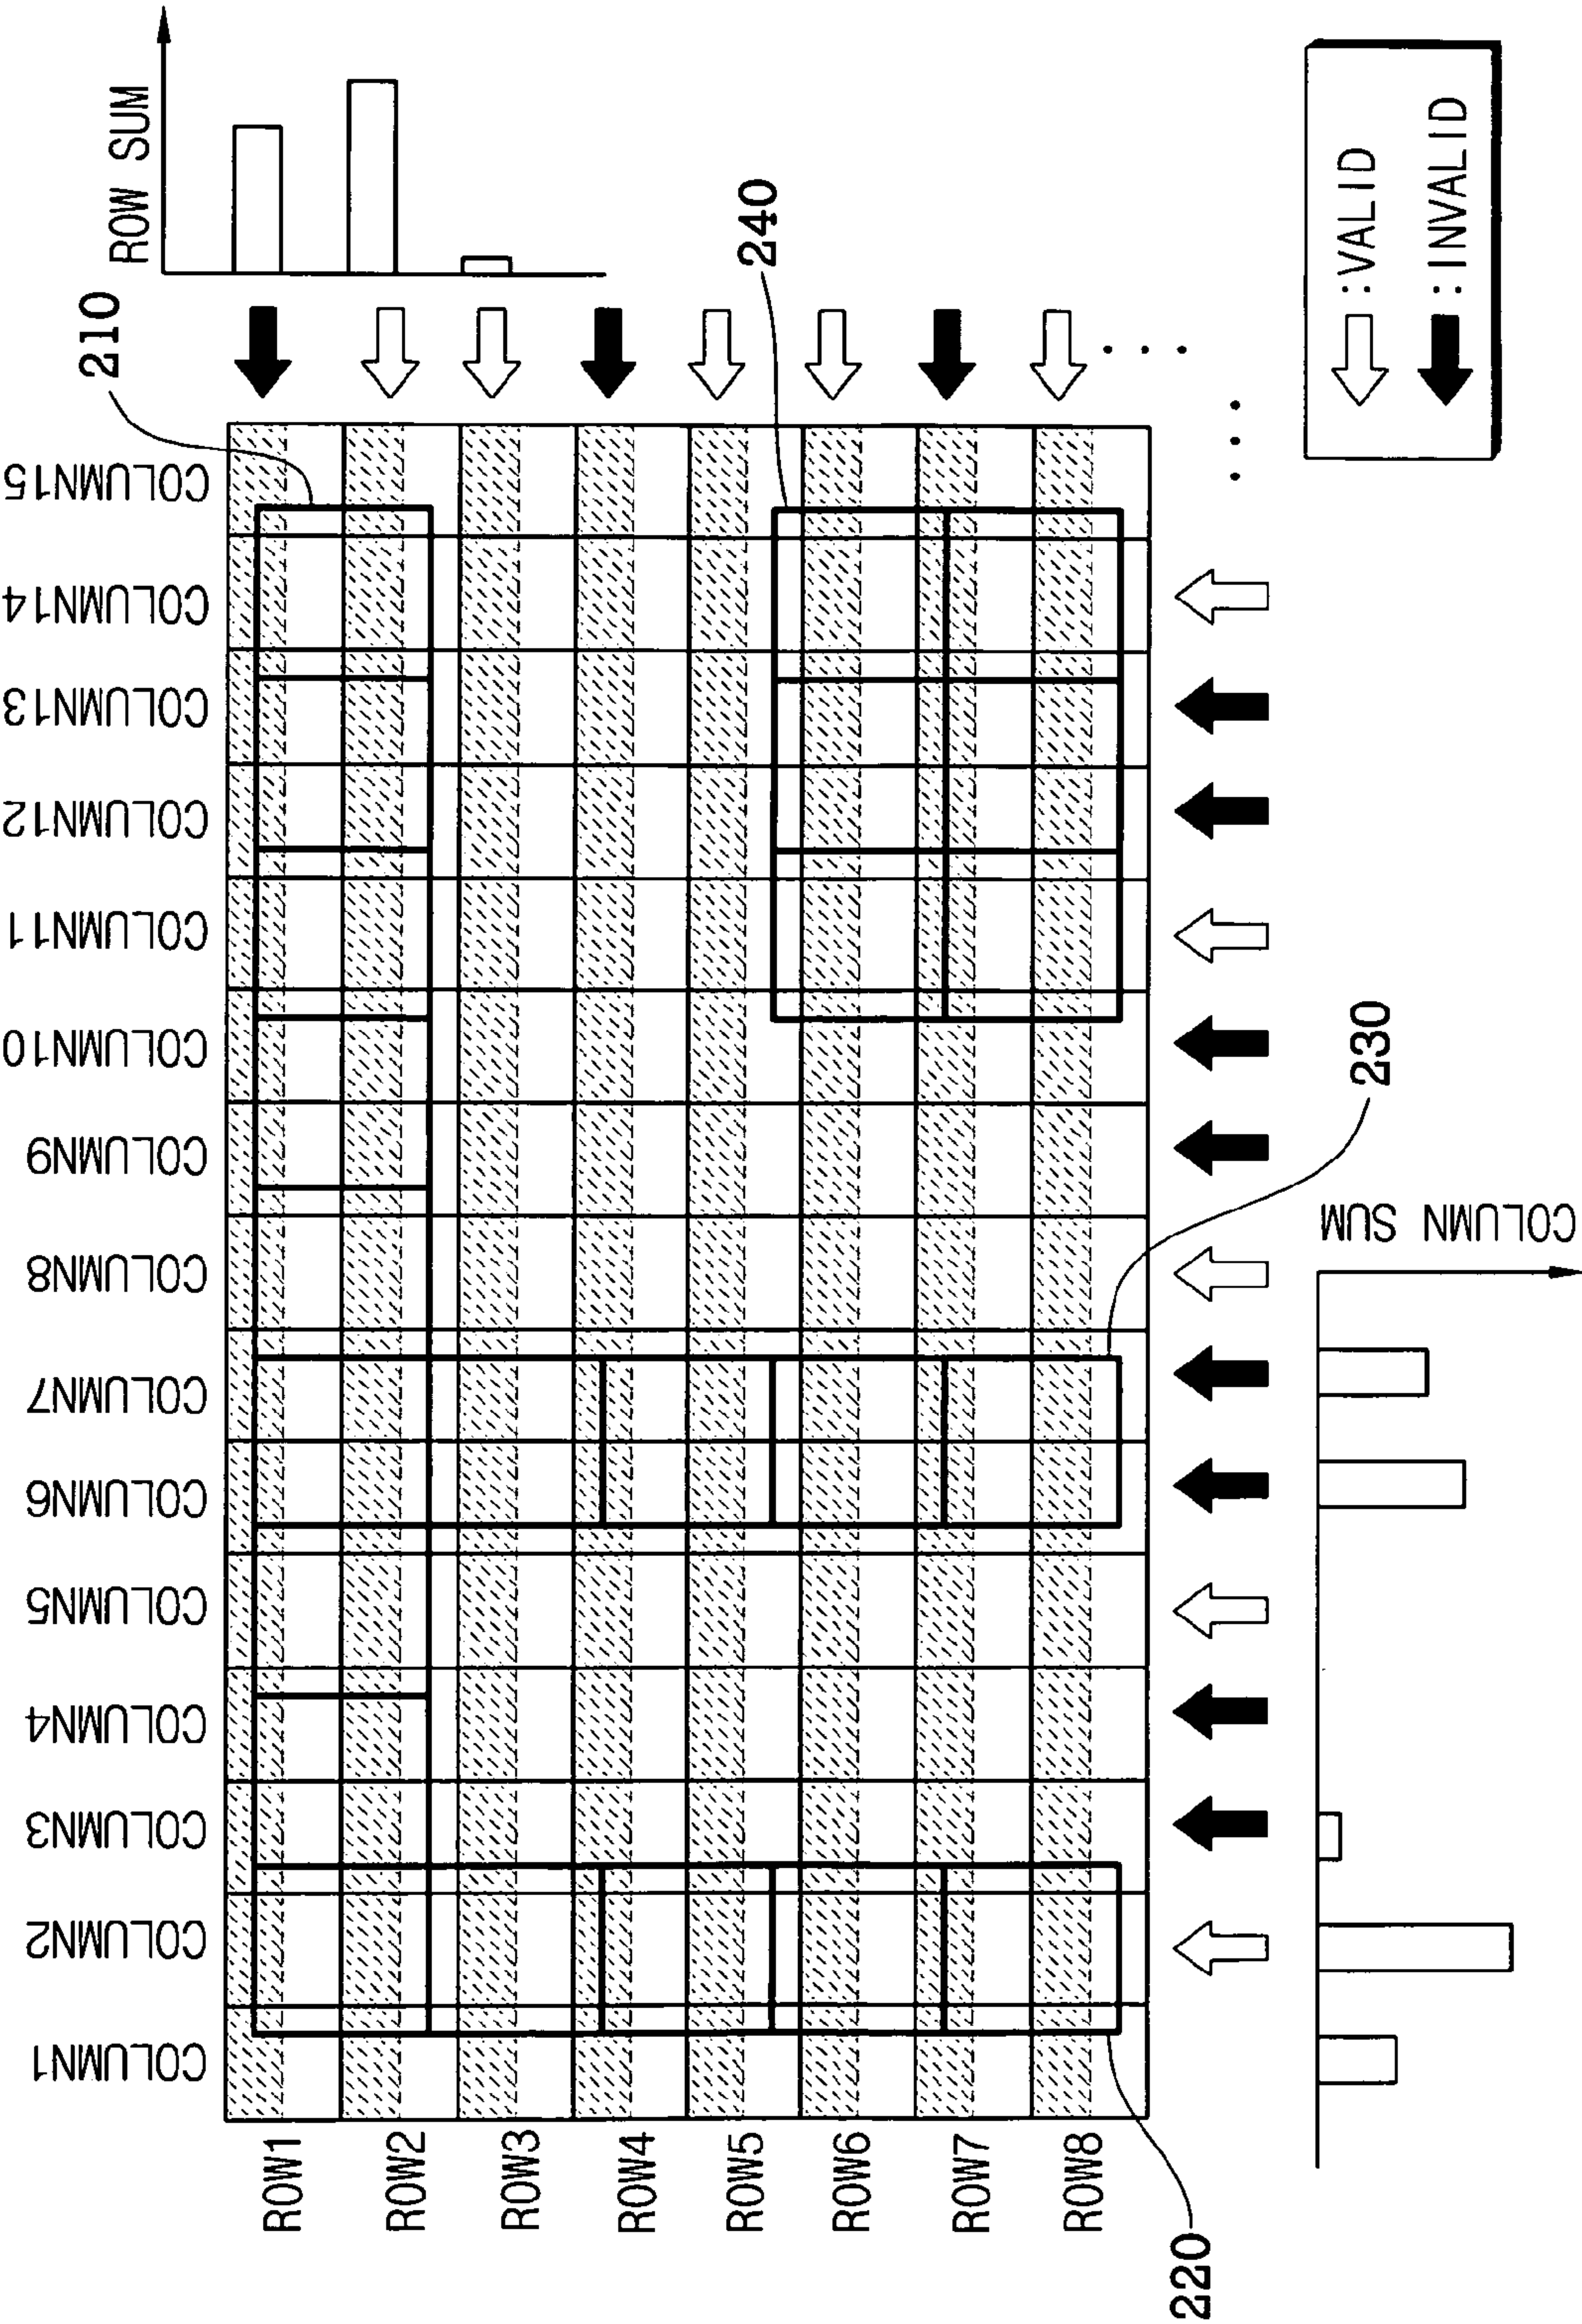 ROW SUM
210
240
COLUMN1
COLUMN2
COLUMN3
COLUMN4
COLUMN5
COLUMN6
COLUMN7
COLUMN8
COLUMN9
COLUMN10
COLUMN11
COLUMN12
COLUMN13
COLUMN14
COLUMN15
ROW1
ROW2
ROW3
ROW4
ROW5
ROW6
ROW7
ROW8
...
...
220
230
COLUMN SUM
:VALID
:INVALID